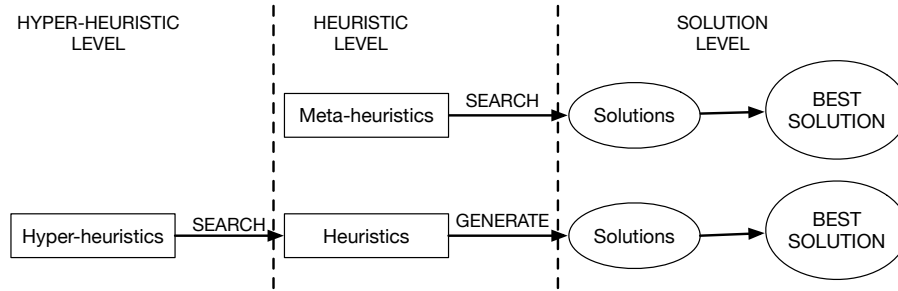 HYPER-HEURISTIC
LEVEL
HEURISTIC
LEVEL
SOLUTION
LEVEL
Meta-heuristics
SEARCH
Solutions
BEST
SOLUTION
Hyper-heuristics
SEARCH
Heuristics
GENERATE
Solutions
BEST
SOLUTION